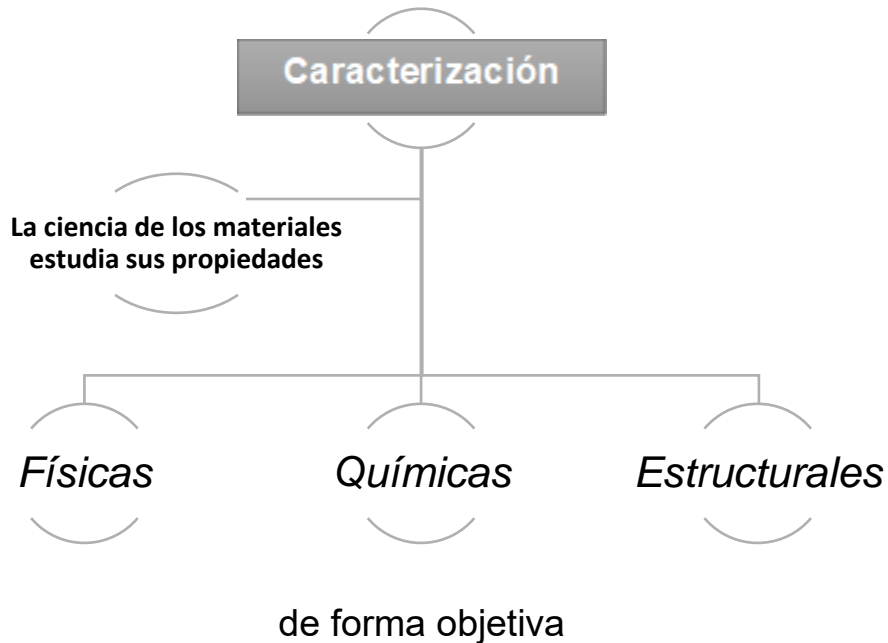 Caracterización
La ciencia de los materiales
estudia sus propiedades
Físicas
Químicas
Estructurales
de forma objetiva